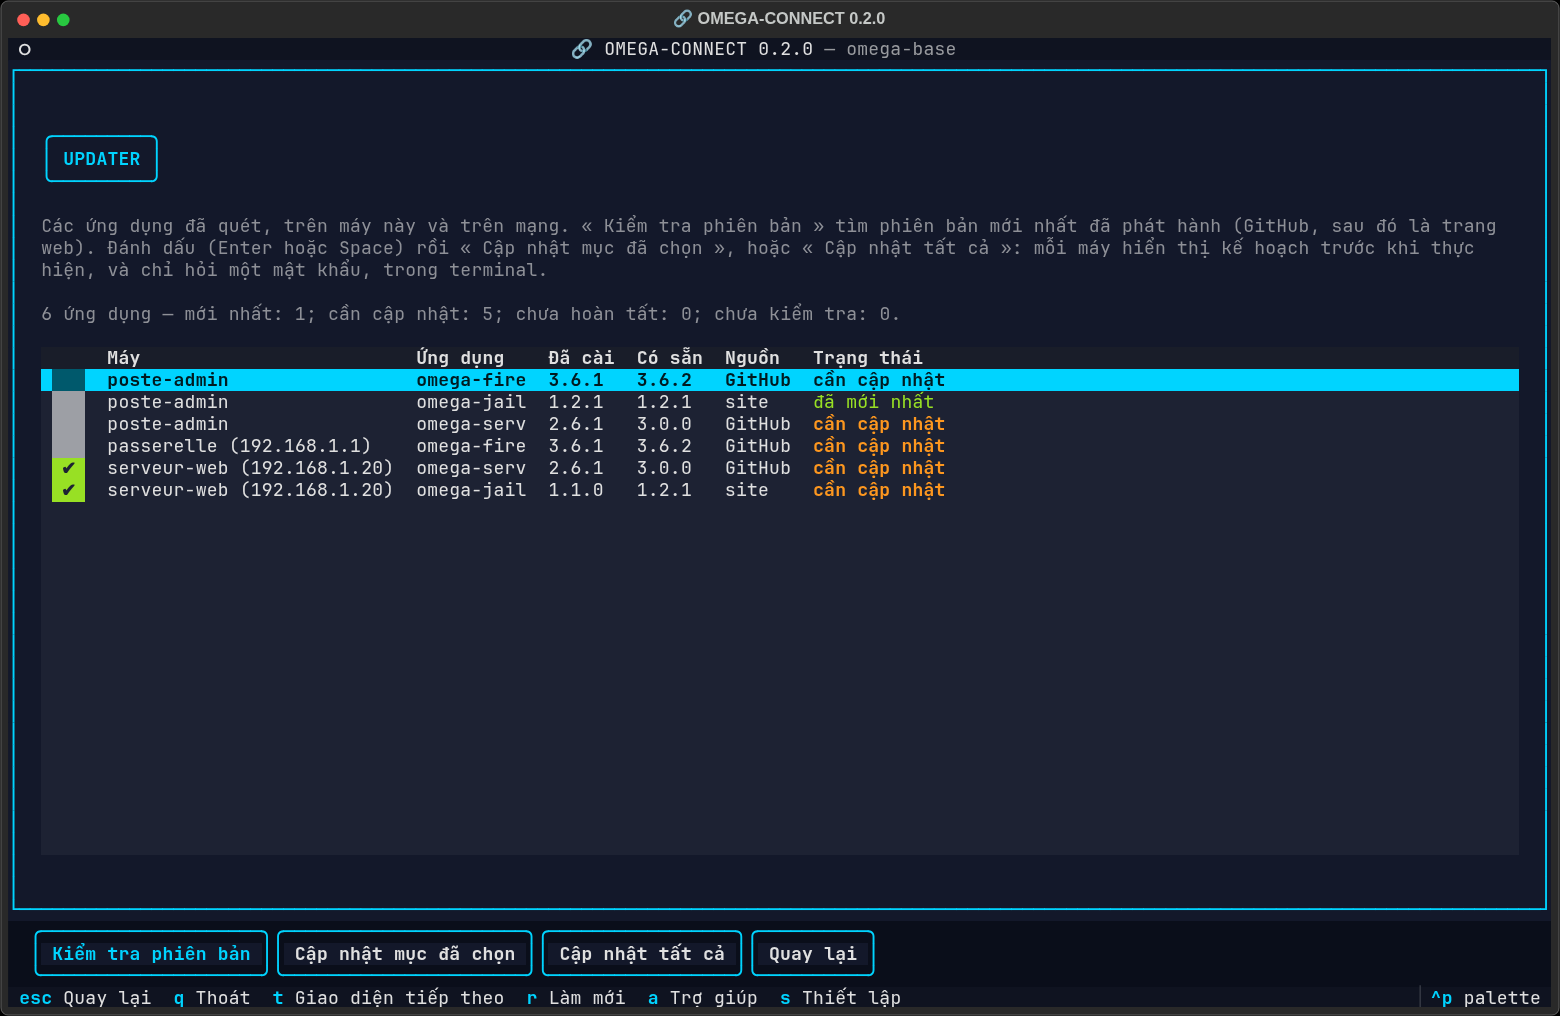 🔗 OMEGA-CONNECT 0.2.0
🔗 OMEGA-CONNECT 0.2.0 — omega-base
UPDATER
Các ứng dụng đã quét, trên máy này và trên mạng. « Kiểm tra phiên bản » tìm phiên bản mới nhất đã phát hành (GitHub, sau đó là trang
web). Đánh dấu (Enter hoặc Space) rồi « Cập nhật mục đã chọn », hoặc « Cập nhật tất cả »: mỗi máy hiển thị kế hoạch trước khi thực
hiện, và chỉ hỏi một mật khẩu, trong terminal.
6 ứng dụng — mới nhất: 1; cần cập nhật: 5; chưa hoàn tất: 0; chưa kiểm tra: 0.
Máy Ứng dụng Đã cài Có sẵn Nguồn Trạng thái
poste-admin omega-fire 3.6.1 3.6.2 GitHub cần cập nhật
poste-admin omega-jail 1.2.1 1.2.1 site đã mới nhất
poste-admin omega-serv 2.6.1 3.0.0 GitHub cần cập nhật
passerelle (192.168.1.1) omega-fire 3.6.1 3.6.2 GitHub cần cập nhật
✔ serveur-web (192.168.1.20) omega-serv 2.6.1 3.0.0 GitHub cần cập nhật
✔ serveur-web (192.168.1.20) omega-jail 1.1.0 1.2.1 site cần cập nhật
Kiểm tra phiên bản Cập nhật mục đã chọn Cập nhật tất cả Quay lại
esc Quay lại q Thoát t Giao diện tiếp theo r Làm mới a Trợ giúp s Thiết lập ^p palette